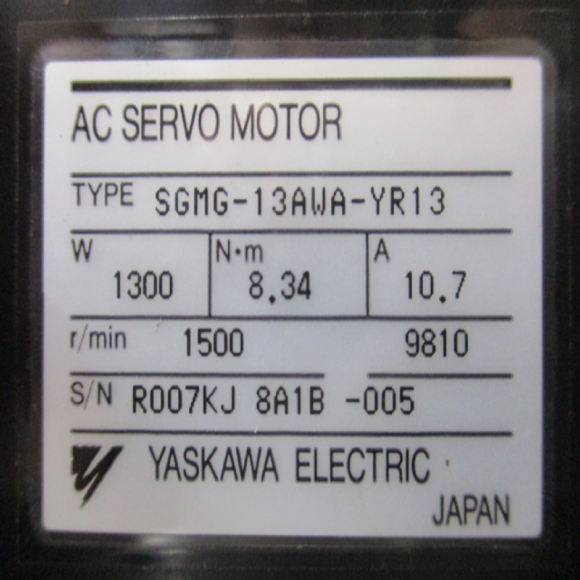 AC SERVO MOTOR
TYPE SGMG-13AWA-YR13
W N·m A
1300 8.34 10.7
r/min 1500 9810
S/N R007KJ 8A1B -005
YASKAWA ELECTRIC
JAPAN